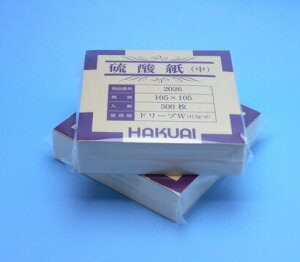 硫酸紙(中)
商品番号 2026
規格 105×105
入数 500枚
使用紙 ドリープW
HAKUAI